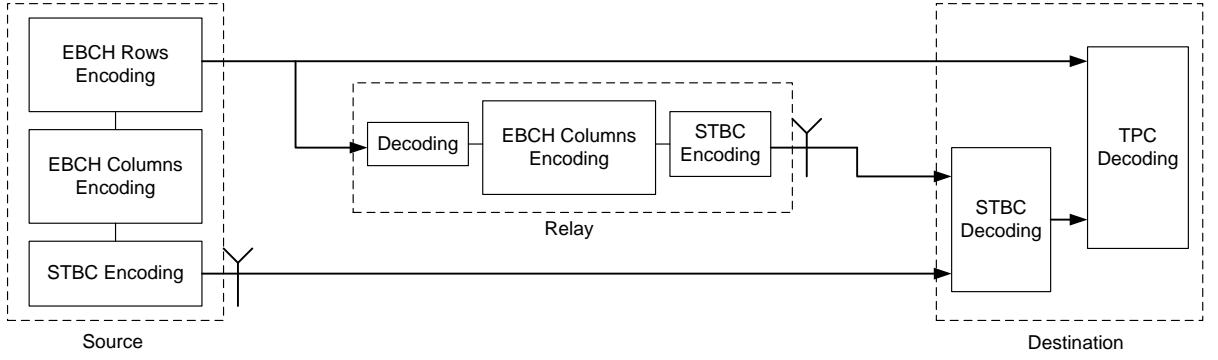 EBCH Rows
Encoding
EBCH Columns
Encoding
STBC Encoding
Source
Decoding
EBCH Columns
Encoding
STBC
Encoding
Relay
STBC
Decoding
TPC
Decoding
Destination